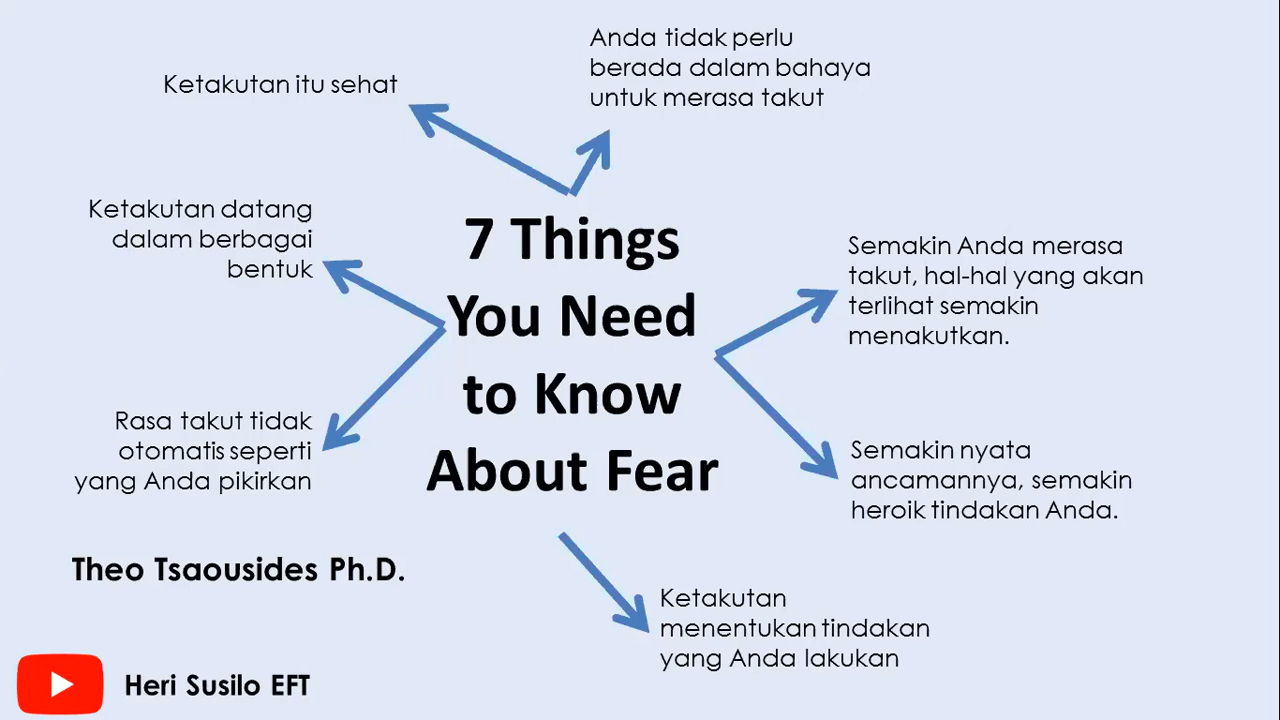 Ketakutan itu sehat
Anda tidak perlu
berada dalam bahaya
untuk merasa takut
Ketakutan datang
dalam berbagai
bentuk
7 Things
You Need
to Know
About Fear
Semakin Anda merasa
takut, hal-hal yang akan
terlihat semakin
menakutkan.
Rasa takut tidak
otomatis seperti
yang Anda pikirkan
Semakin nyata
ancamannya, semakin
heroik tindakan Anda.
Theo Tsaousides Ph.D.
Ketakutan
menentukan tindakan
yang Anda lakukan
Heri Susilo EFT